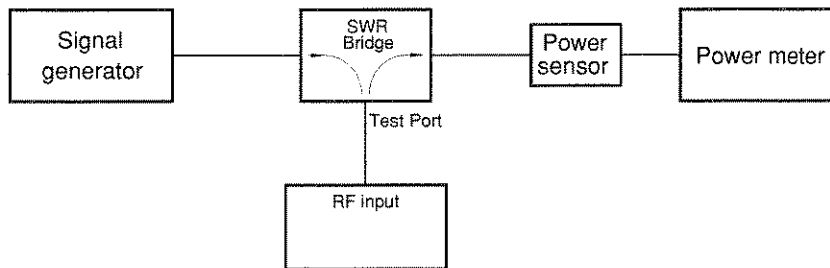 Signal
generator
SWR
Bridge
Power
sensor
Power meter
Test Port
RF input